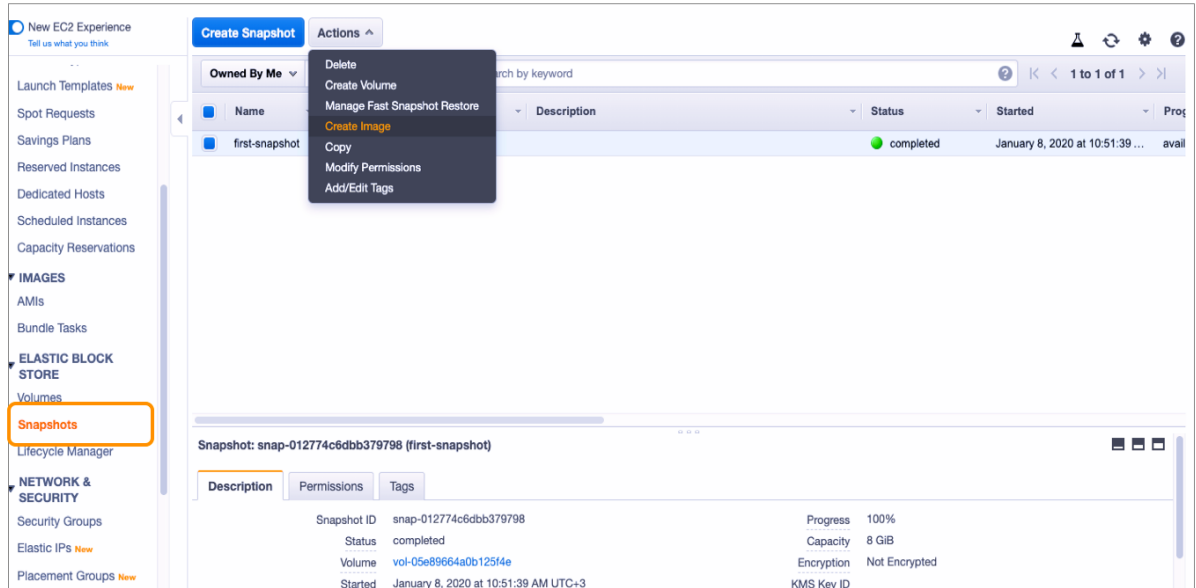 New EC2 Experience
Tell us what you think
Launch Templates New
Spot Requests
Savings Plans
Reserved Instances
Dedicated Hosts
Scheduled Instances
Capacity Reservations
IMAGES
AMIs
Bundle Tasks
ELASTIC BLOCK
STORE
Volumes
Snapshots
Lifecycle Manager
NETWORK &
SECURITY
Security Groups
Elastic IPs New
Placement Groups New
Create Snapshot
Actions
Delete
Create Volume
Manage Fast Snapshot Restore
Create Image
Copy
Modify Permissions
Add/Edit Tags
Owned By Me
by keyword
1 to 1 of 1
Name Description Status Started
first-snapshot completed January 8, 2020 at 10:51:39 ...
Snapshot: snap-012774c6dbb379798 (first-snapshot)
Description Permissions Tags
Snapshot ID snap-012774c6dbb379798 Progress 100%
Status completed Capacity 8 GiB
Volume vol-05e89664a0b125f4e Encryption Not Encrypted
Started January 8, 2020 at 10:51:39 AM UTC+3 KMS Key ID